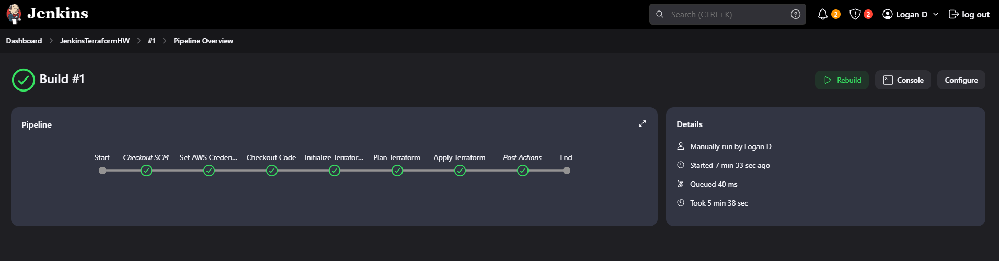 Jenkins
Search (CTRL+K)
2
2
Logan D
log out
Dashboard
JenkinsTerraformHW
#1
Pipeline Overview
Build #1
Rebuild
Console
Configure
Pipeline
Start
Checkout SCM
Set AWS Creden...
Checkout Code
Initialize Terrafor...
Plan Terraform
Apply Terraform
Post Actions
End
Details
Manually run by Logan D
Started 7 min 33 sec ago
Queued 40 ms
Took 5 min 38 sec